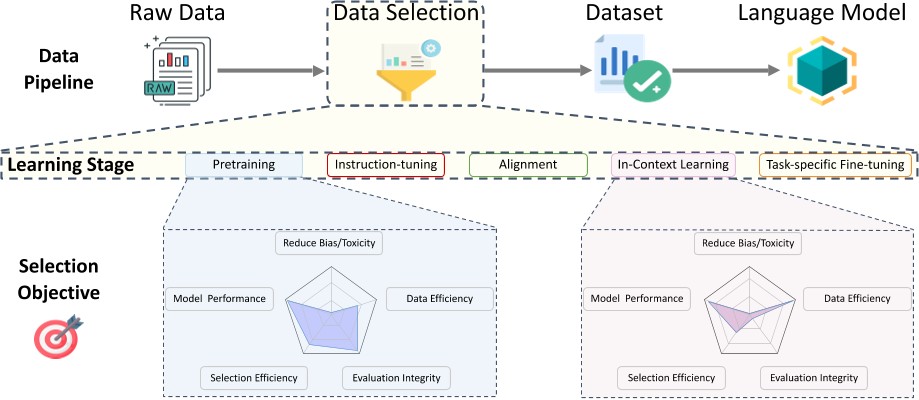 Raw Data
Data Selection
Dataset
Language Model
Data
Pipeline
RAW
Learning Stage
Pretraining
Instruction-tuning
Alignment
In-Context Learning
Task-specific Fine-tuning
Selection
Objective
Reduce Bias/Toxicity
Model Performance
Data Efficiency
Selection Efficiency
Evaluation Integrity
Reduce Bias/Toxicity
Model Performance
Data Efficiency
Selection Efficiency
Evaluation Integrity